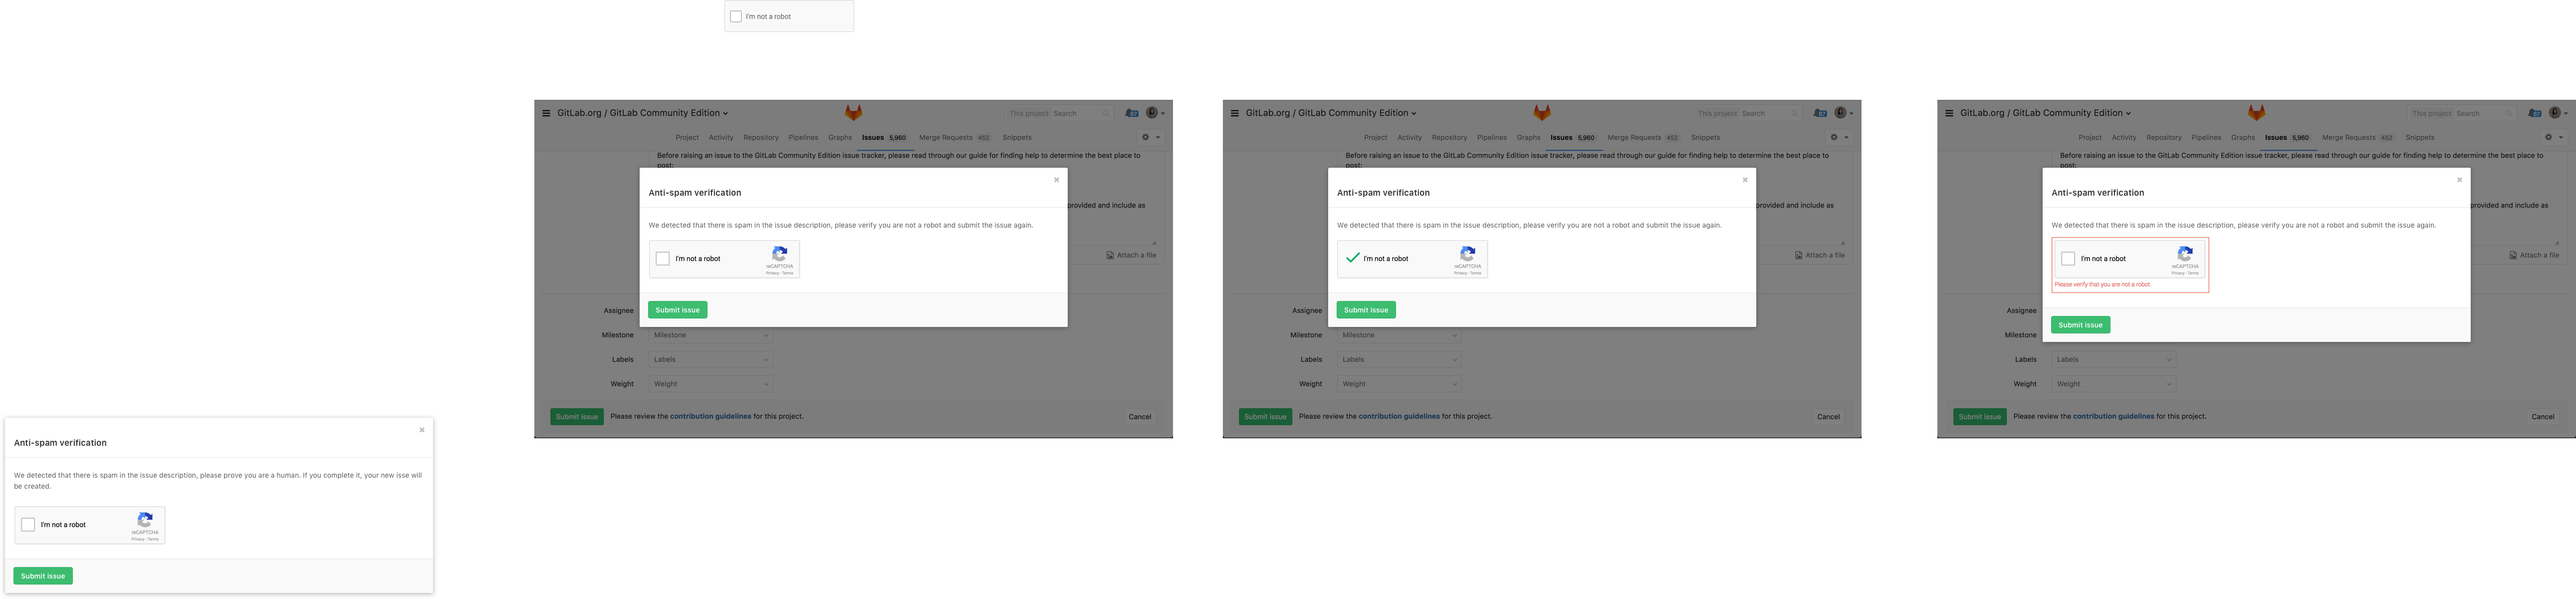 I'm not a robot
GitLab.org / GitLab Community Edition
This project Search
87
Project Activity Repository Pipelines Graphs Issues 5,960 Merge Requests 452 Snippets
Before raising an issue to the GitLab Community Edition issue tracker, please read through our guide for finding help to determine the best place to
post:
Anti-spam verification
provided and include as
We detected that there is spam in the issue description, please verify you are not a robot and submit the issue again.
I'm not a robot
reCAPTCHA
Privacy - Terms
Attach a file
Submit issue
Assignee
Milestone Milestone
Labels Labels
Weight Weight
Submit issue Please review the contribution guidelines for this project. Cancel
GitLab.org / GitLab Community Edition
This project Search
87
Project Activity Repository Pipelines Graphs Issues 5,960 Merge Requests 452 Snippets
Before raising an issue to the GitLab Community Edition issue tracker, please read through our guide for finding help to determine the best place to
post:
Anti-spam verification
provided and include as
We detected that there is spam in the issue description, please verify you are not a robot and submit the issue again.
I'm not a robot
reCAPTCHA
Privacy - Terms
Attach a file
Submit issue
Assignee
Milestone Milestone
Labels Labels
Weight Weight
Submit issue Please review the contribution guidelines for this project. Cancel
GitLab.org / GitLab Community Edition
This project Search
87
Project Activity Repository Pipelines Graphs Issues 5,960 Merge Requests 452 Snippets
Before raising an issue to the GitLab Community Edition issue tracker, please read through our guide for finding help to determine the best place to
post:
Anti-spam verification
provided and include as
We detected that there is spam in the issue description, please verify you are not a robot and submit the issue again.
I'm not a robot
reCAPTCHA
Privacy - Terms
Please verify that you are not a robot.
Attach a file
Submit issue
Assignee
Milestone
Labels Labels
Weight Weight
Submit issue Please review the contribution guidelines for this project. Cancel
Anti-spam verification
We detected that there is spam in the issue description, please prove you are a human. If you complete it, your new isse will
be created.
I'm not a robot
reCAPTCHA
Privacy - Terms
Submit issue